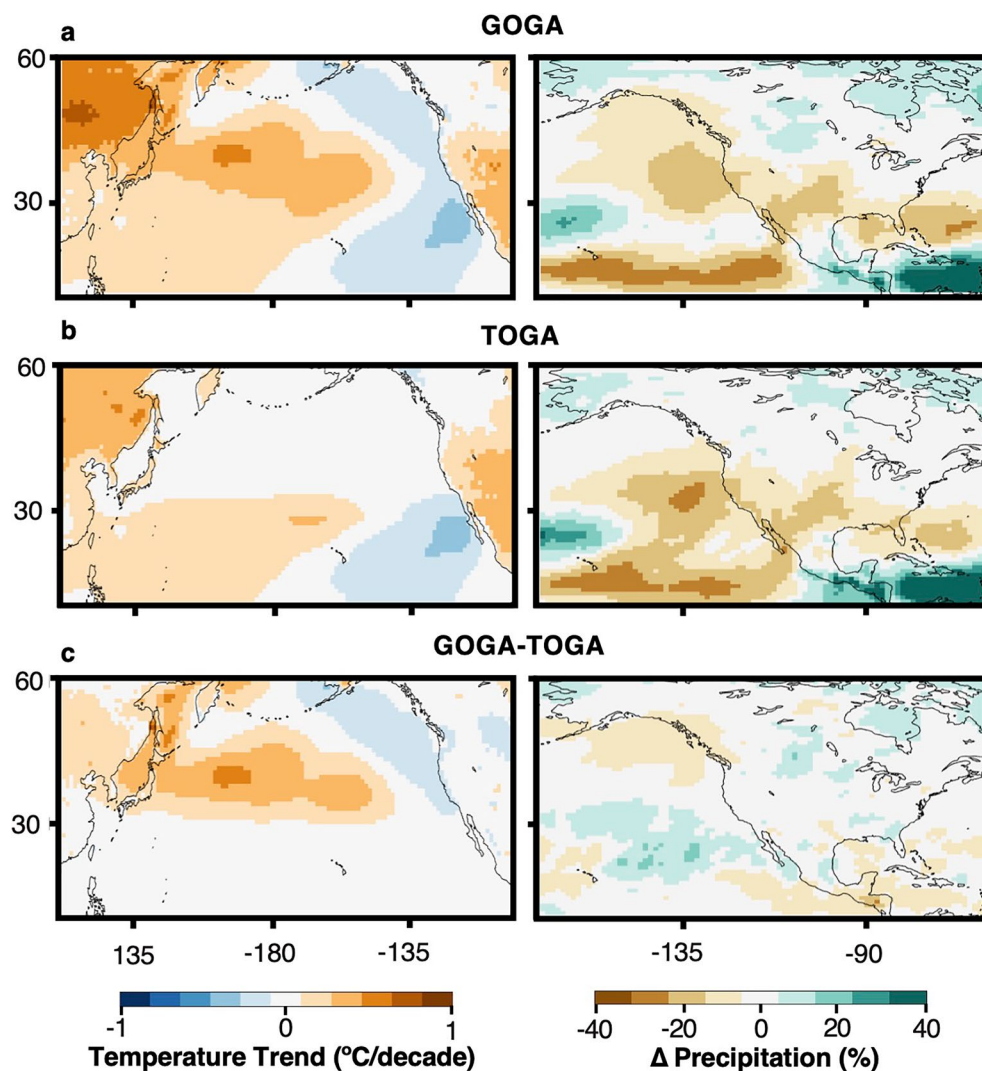 a
GOGA
60
30
b
TOGA
60
30
c
GOGA-TOGA
60
30
135 -180 -135 -135 -90
-1 0 1 -40 -20 0 20 40
Temperature Trend (ºC/decade) Δ Precipitation (%)